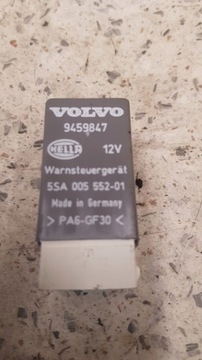 VOLVO
9459847
HELLA 12V
Warnsteuergerät
5SA 005 552-01
Made in Germany
> PA6-GF30 <